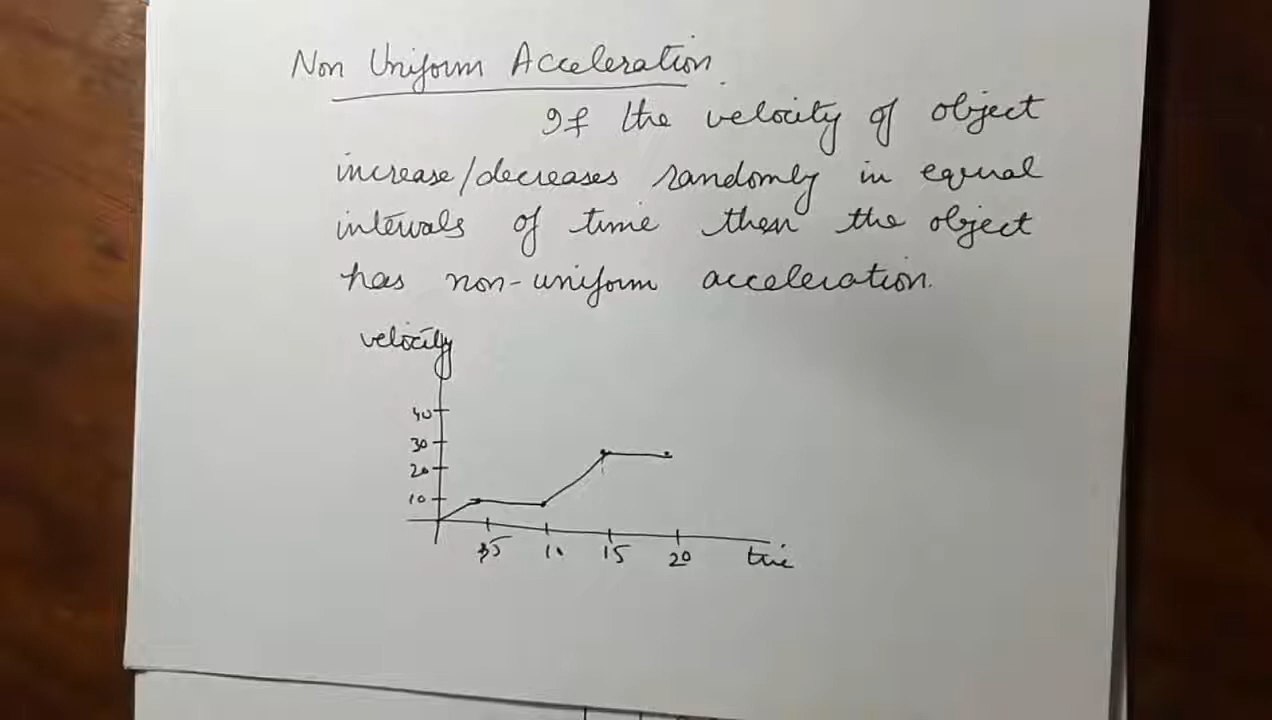 Non Uniform Acceleration
If the velocity of object
increase/decreases randomly in equal
intervals of time then the object
has non-uniform acceleration.
velocity
40
30
20
10
5 10 15 20